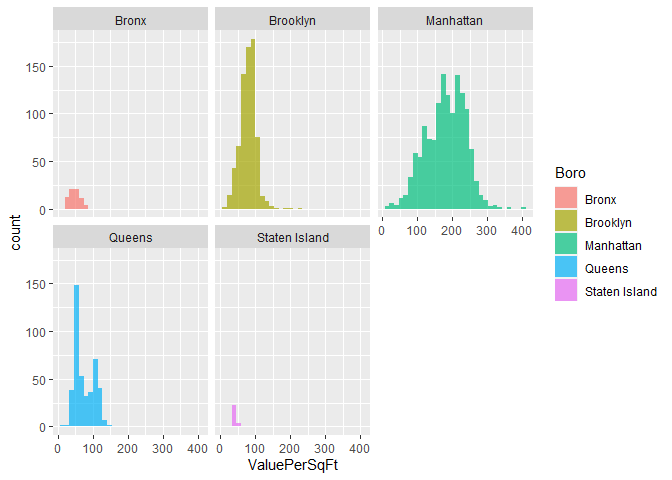 Bronx Brooklyn Manhattan
150
100
50
0
0 100 200 300 400
Queens Staten Island
150
100
50
0
0 100 200 300 400 0 100 200 300 400
count
ValuePerSqFt
Boro
Bronx
Brooklyn
Manhattan
Queens
Staten Island